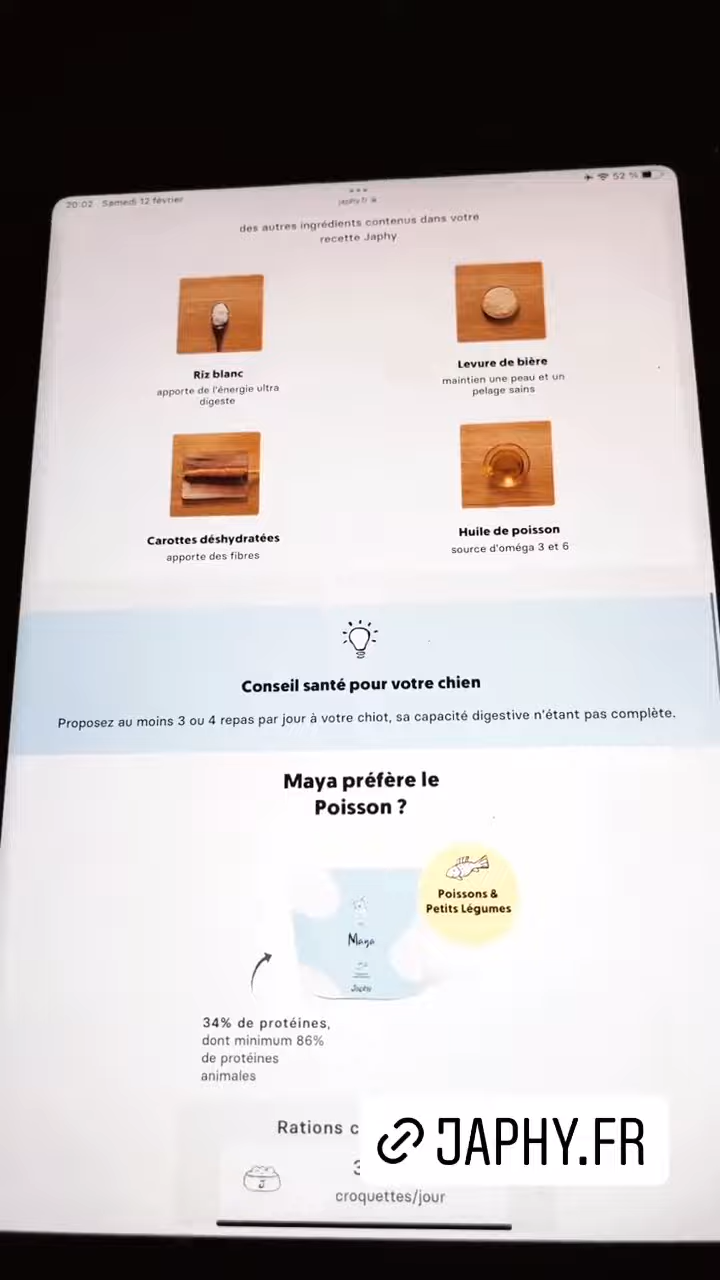 20:02 Samedi 12 février
52 %
japhy.fr
des autres ingrédients contenus dans votre
recette Japhy
Riz blanc
apporte de l'énergie ultra
digeste
Levure de bière
maintien une peau et un
pelage sains
Carottes déshydratées
apporte des fibres
Huile de poisson
source d'oméga 3 et 6
Conseil santé pour votre chien
Proposez au moins 3 ou 4 repas par jour à votre chiot, sa capacité digestive n'étant pas complète.
Maya préfère le
Poisson ?
Poissons &
Petits Légumes
Maya
Japhy
34% de protéines,
dont minimum 86%
de protéines
animales
Rations
J
croquettes/jour
JAPHY.FR